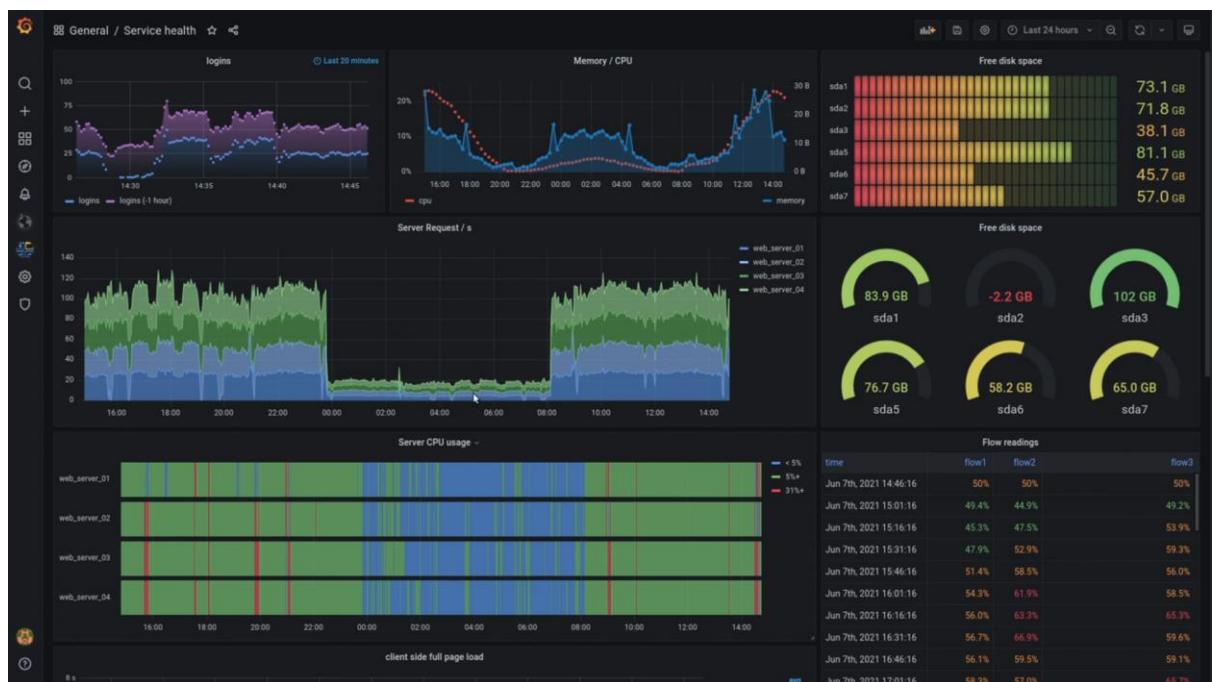 General / Service health
Last 24 hours
logins
Last 20 minutes
100
75
50
25
0
14:30 14:35 14:40 14:45
logins logins (-1 hour)
Memory / CPU
20%
10%
0%
30 B
20 B
10 B
0 B
16:00 18:00 20:00 22:00 00:00 02:00 04:00 06:00 08:00 10:00 12:00 14:00
cpu memory
Free disk space
sda1 73.1 GB
sda2 71.8 GB
sda3 38.1 GB
sda5 81.1 GB
sda6 45.7 GB
sda7 57.0 GB
Server Request / s
140
120
100
80
60
40
20
0
16:00 18:00 20:00 22:00 00:00 02:00 04:00 06:00 08:00 10:00 12:00 14:00
web_server_01
web_server_02
web_server_03
web_server_04
Free disk space
83.9 GB -2.2 GB 102 GB
sda1 sda2 sda3
76.7 GB 58.2 GB 65.0 GB
sda5 sda6 sda7
Server CPU usage
web_server_01
web_server_02
web_server_03
web_server_04
16:00 18:00 20:00 22:00 00:00 02:00 04:00 06:00 08:00 10:00 12:00 14:00
< 5%
5%+
31%+
Flow readings
time flow1 flow2 flow3
Jun 7th, 2021 14:46:16 50% 50% 50%
Jun 7th, 2021 15:01:16 49.4% 44.9% 49.2%
Jun 7th, 2021 15:16:16 45.3% 47.5% 53.9%
Jun 7th, 2021 15:31:16 47.9% 52.9% 59.3%
Jun 7th, 2021 15:46:16 51.4% 58.5% 56.0%
Jun 7th, 2021 16:01:16 54.3% 61.9% 58.5%
Jun 7th, 2021 16:16:16 56.0% 63.3% 65.3%
Jun 7th, 2021 16:31:16 56.7% 66.9% 59.6%
Jun 7th, 2021 16:46:16 56.1% 59.5% 59.1%
Jun 7th, 2021 17:01:16 58.3% 57.0% 65.7%
client side full page load
8 s